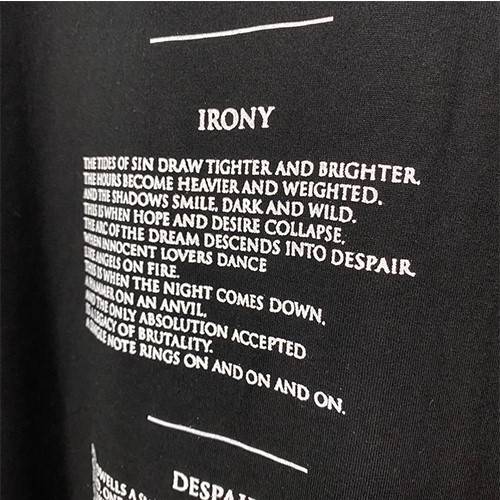 IRONY
THE TIDES OF SIN DRAW TIGHTER AND BRIGHTER,
THE HOURS BECOME HEAVIER AND WEIGHTED.
AND THE SHADOWS SMILE, DARK AND WILD.
THIS IS WHEN HOPE AND DESIRE COLLAPSE,
THE ARC OF THE DREAM DESCENDS INTO DESPAIR
WHEN INNOCENT LOVERS DANCE
LIKE ANGELS ON FIRE.
THIS IS WHEN THE NIGHT COMES DOWN,
A HAMMER ON AN ANVIL.
AND THE ONLY ABSOLUTION ACCEPTED
IS A LEGACY OF BRUTALITY.
A SINGLE NOTE RINGS ON AND ON AND ON.
DESPAI
A